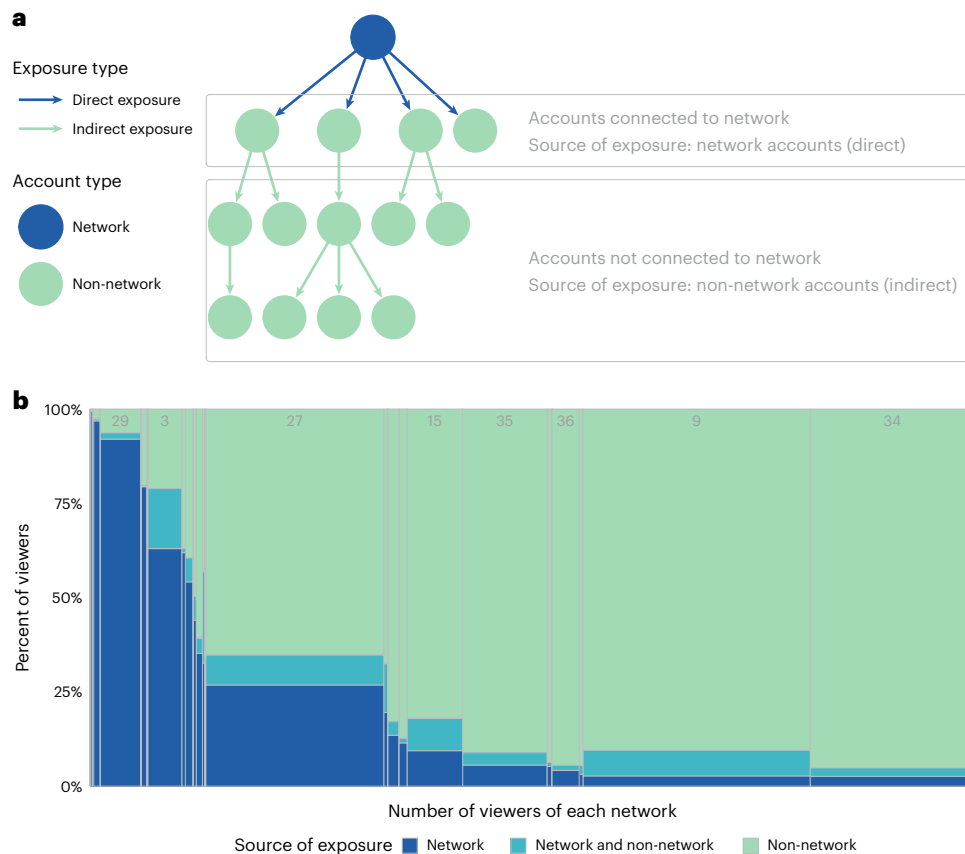 a
Exposure type
Direct exposure
Indirect exposure
Account type
Network
Non-network
Accounts connected to network
Source of exposure: network accounts (direct)
Accounts not connected to network
Source of exposure: non-network accounts (indirect)
b
100%
75%
50%
25%
0%
Percent of viewers
29 3 27 15 35 36 9 34
Number of viewers of each network
Source of exposure Network Network and non-network Non-network